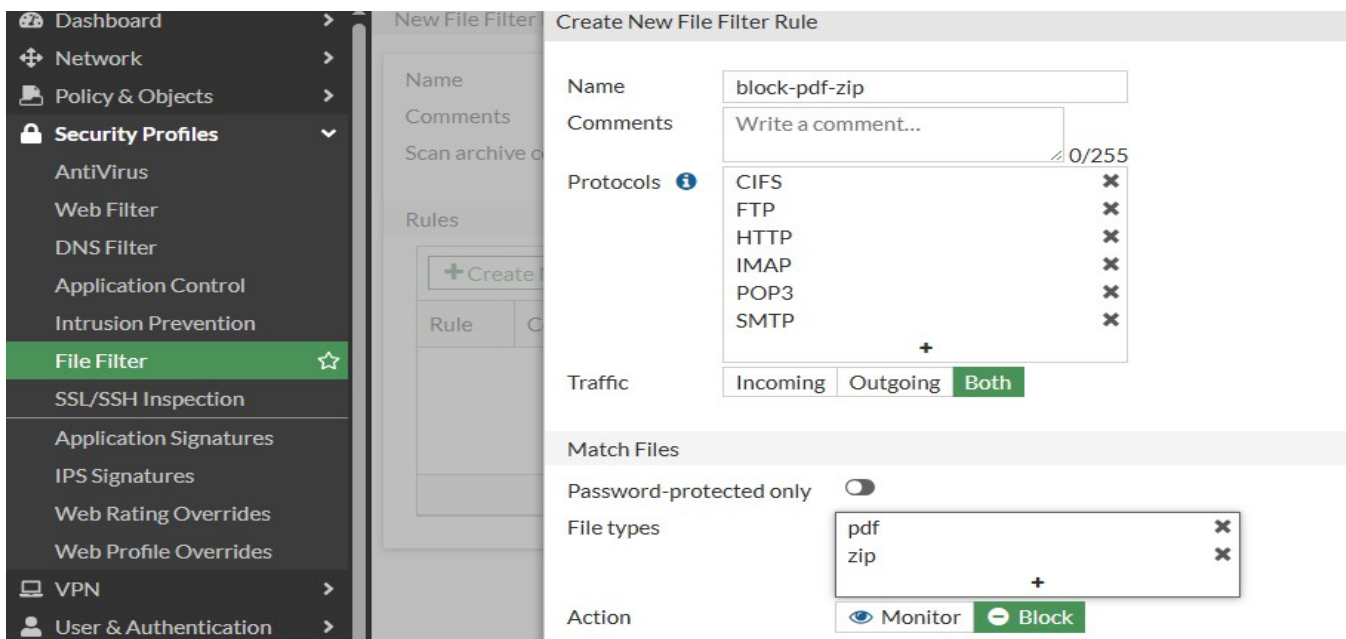 Dashboard
Network
Policy & Objects
Security Profiles
AntiVirus
Web Filter
DNS Filter
Application Control
Intrusion Prevention
File Filter
SSL/SSH Inspection
Application Signatures
IPS Signatures
Web Rating Overrides
Web Profile Overrides
VPN
User & Authentication
New File Filter
Name
Comments
Scan archive c
Rules
Create
Rule
Create New File Filter Rule
Name block-pdf-zip
Comments Write a comment...
0/255
Protocols CIFS
FTP
HTTP
IMAP
POP3
SMTP
+
Traffic Incoming Outgoing Both
Match Files
Password-protected only
File types pdf
zip
+
Action Monitor Block